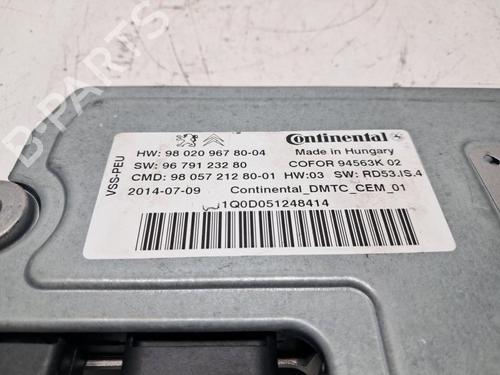 VSS-PEU
Continental
HW: 98 020 967 80-04
Made in Hungary
SW: 96 791 232 80
COFOR 94563K 02
CMD: 98 057 212 80-01
HW:03 SW: RD53.IS.4
2014-07-09
Continental_DMTC_CEM_01
1Q0D051248414